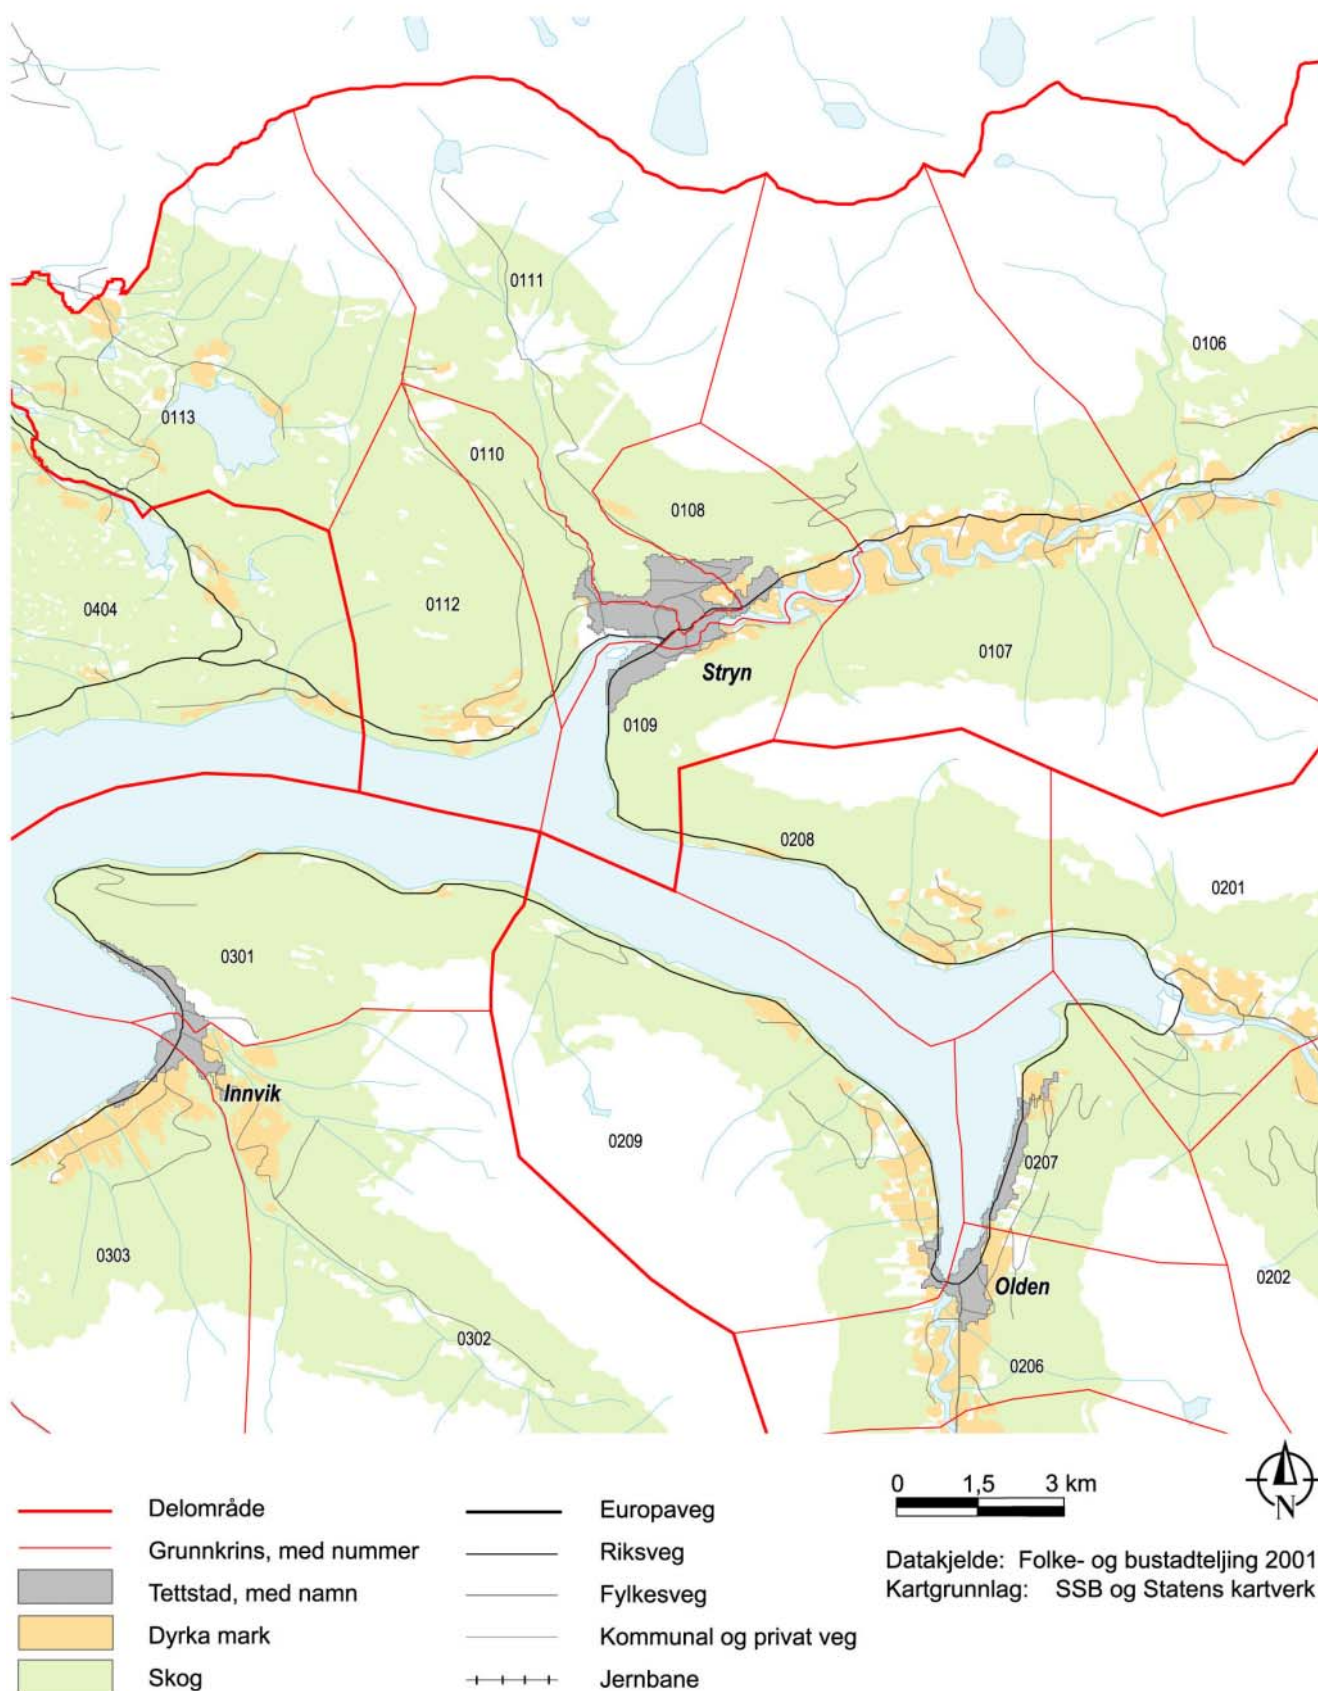 0111
0106
0113
0110
0108
0404
0112
0107
Stryn
0109
0208
0201
0301
Innvik
0209
0207
0303
0202
Olden
0302
0206
0 1,5 3 km
N
Delområde
Grunnkrins, med nummer
Tettstad, med namn
Dyrka mark
Skog
Europaveg
Riksveg
Fylkesveg
Kommunal og privat veg
Jernbane
Datakjelde: Folke- og bustadteljing 2001
Kartgrunnlag: SSB og Statens kartverk